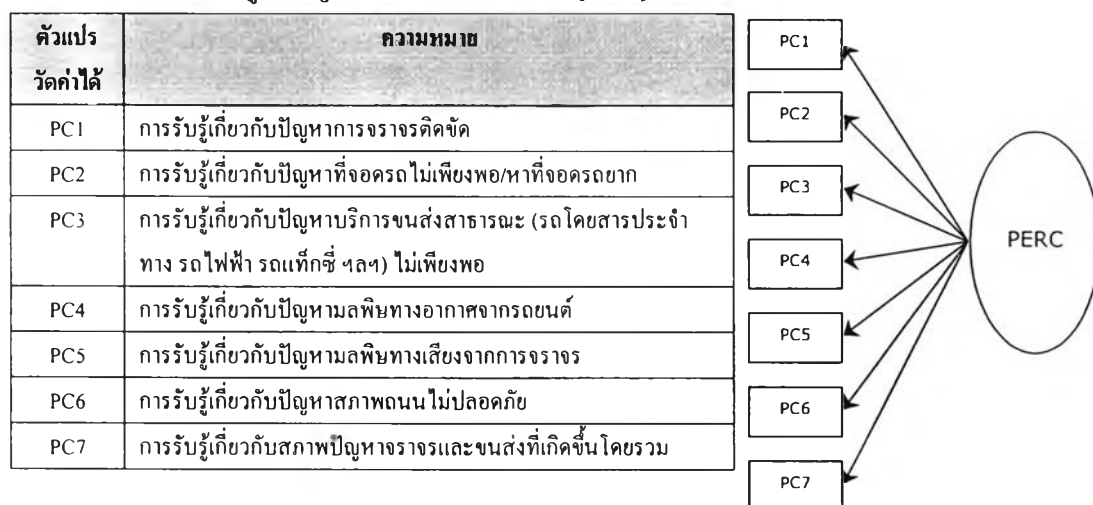 ตัวแปร
วัดค่าได้
ความหมาย
PC1
การรับรู้เกี่ยวกับปัญหาการจราจรติดขัด
PC2
การรับรู้เกี่ยวกับปัญหาที่จอดรถไม่เพียงพอ/หาที่จอดรถยาก
PC3
การรับรู้เกี่ยวกับปัญหาบริการขนส่งสาธารณะ (รถโดยสารประจำ
ทาง รถไฟฟ้า รถแท็กซี่ ฯลฯ) ไม่เพียงพอ
PC4
การรับรู้เกี่ยวกับปัญหามลพิษทางอากาศจากรถยนต์
PC5
การรับรู้เกี่ยวกับปัญหามลพิษทางเสียงจากการจราจร
PC6
การรับรู้เกี่ยวกับปัญหาสภาพถนนไม่ปลอดภัย
PC7
การรับรู้เกี่ยวกับสภาพปัญหาจราจรและขนส่งที่เกิดขึ้นโดยรวม
PC1
PC2
PC3
PC4
PC5
PC6
PC7
PERC